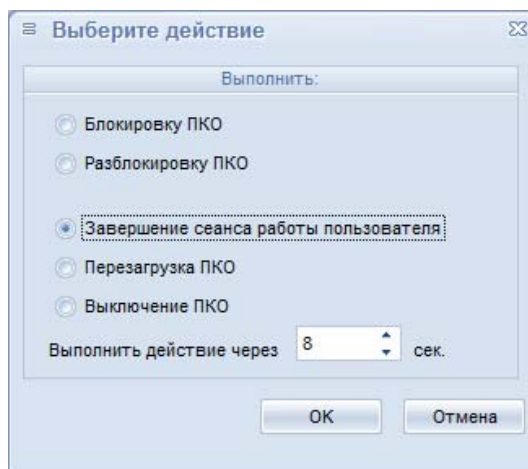 Выберите действие
Выполнить:
Блокировку ПКО
Разблокировку ПКО
Завершение сеанса работы пользователя
Перезагрузка ПКО
Выключение ПКО
Выполнить действие через 8 сек.
ОК Отмена